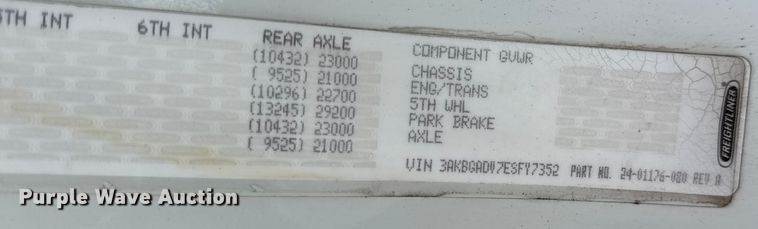 5TH INT 6TH INT REAR AXLE COMPONENT GVWR
(10432) 23000
( 9525) 21000 CHASSIS
(10296) 22700 ENG/TRANS
(13245) 29200 5TH WHL
(10432) 23000 PARK BRAKE
( 9525) 21000 AXLE
VIN 3AKBGADV7ESFY7352 PART NO. 24-01176-080 REV A
FREIGHTLINER
Purple Wave Auction